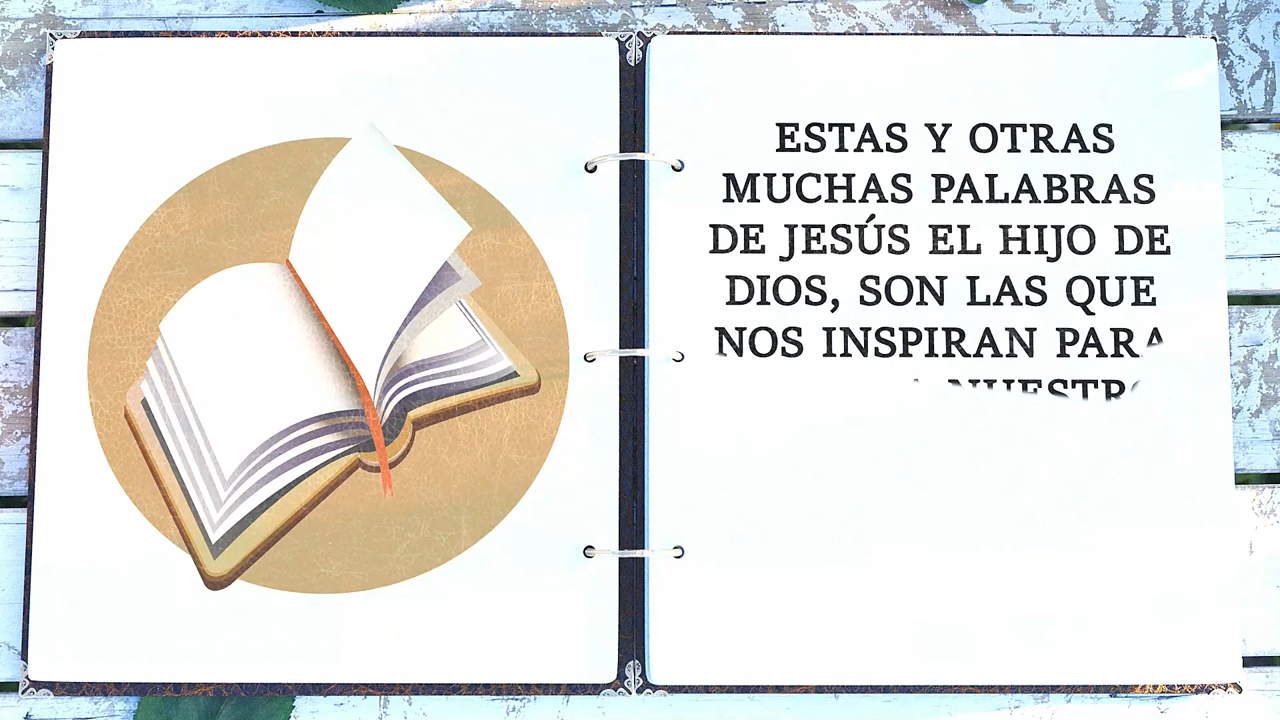 ESTAS Y OTRAS
MUCHAS PALABRAS
DE JESÚS EL HIJO DE
DIOS, SON LAS QUE
NOS INSPIRAN PARA